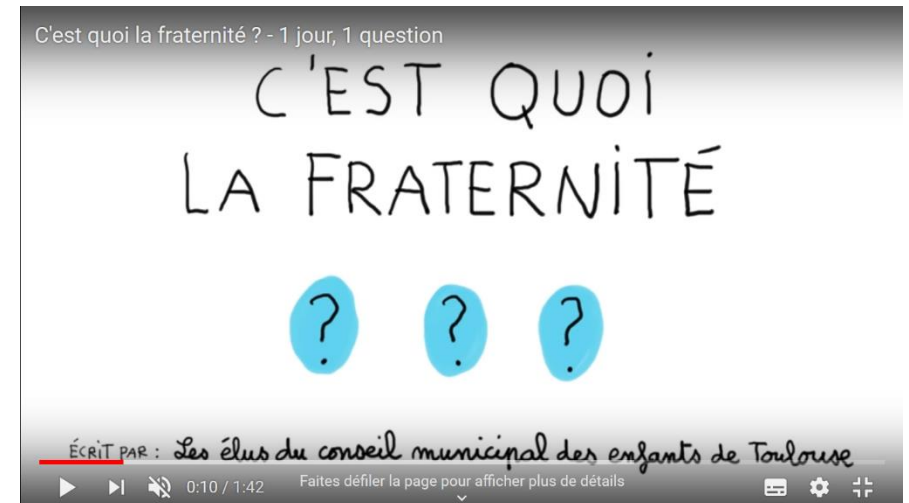 C'est quoi la fraternité ? - 1 jour, 1 question
C'EST QUOi
LA FRATERNiTÉ
? ? ?
ÉCRiT PAR : Les élus du conseil municipal des enfants de Toulouse
0:10 / 1:42 Faites défiler la page pour afficher plus de détails